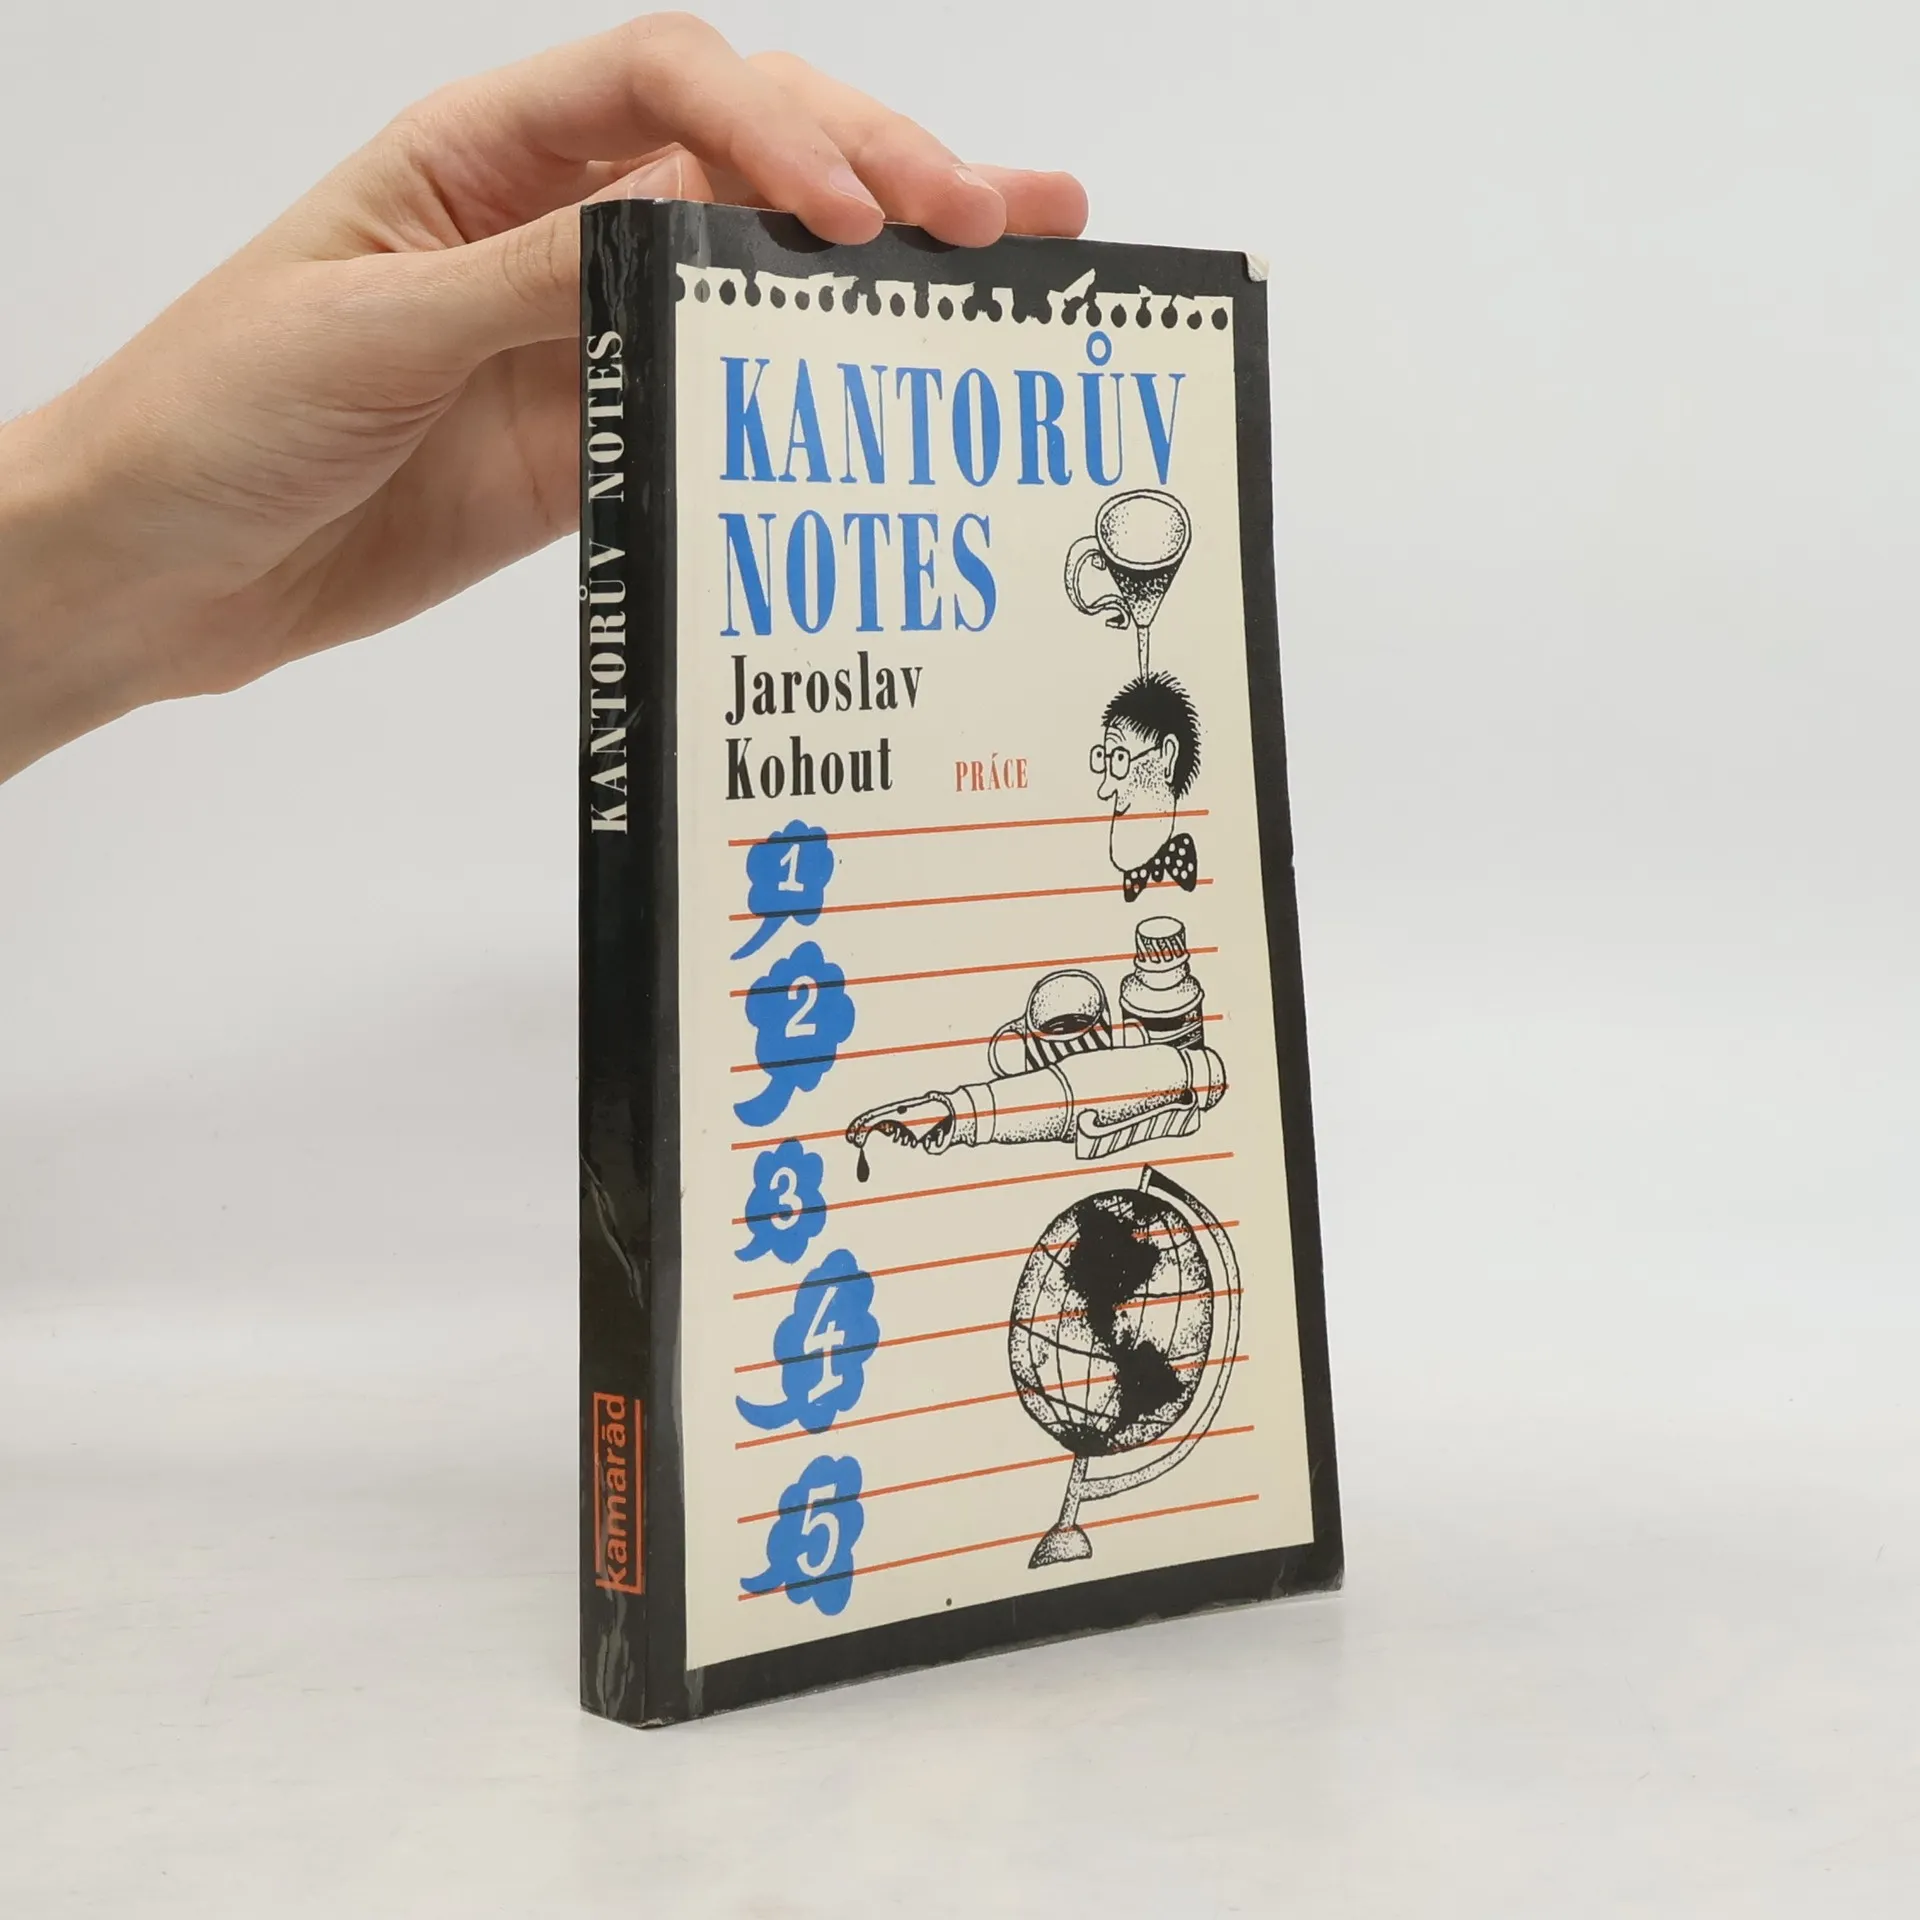 KANTORŮV NOTES
kamarád
KANTORŮV
NOTES
Jaroslav
Kohout
PRÁCE
1
2
3
4
5